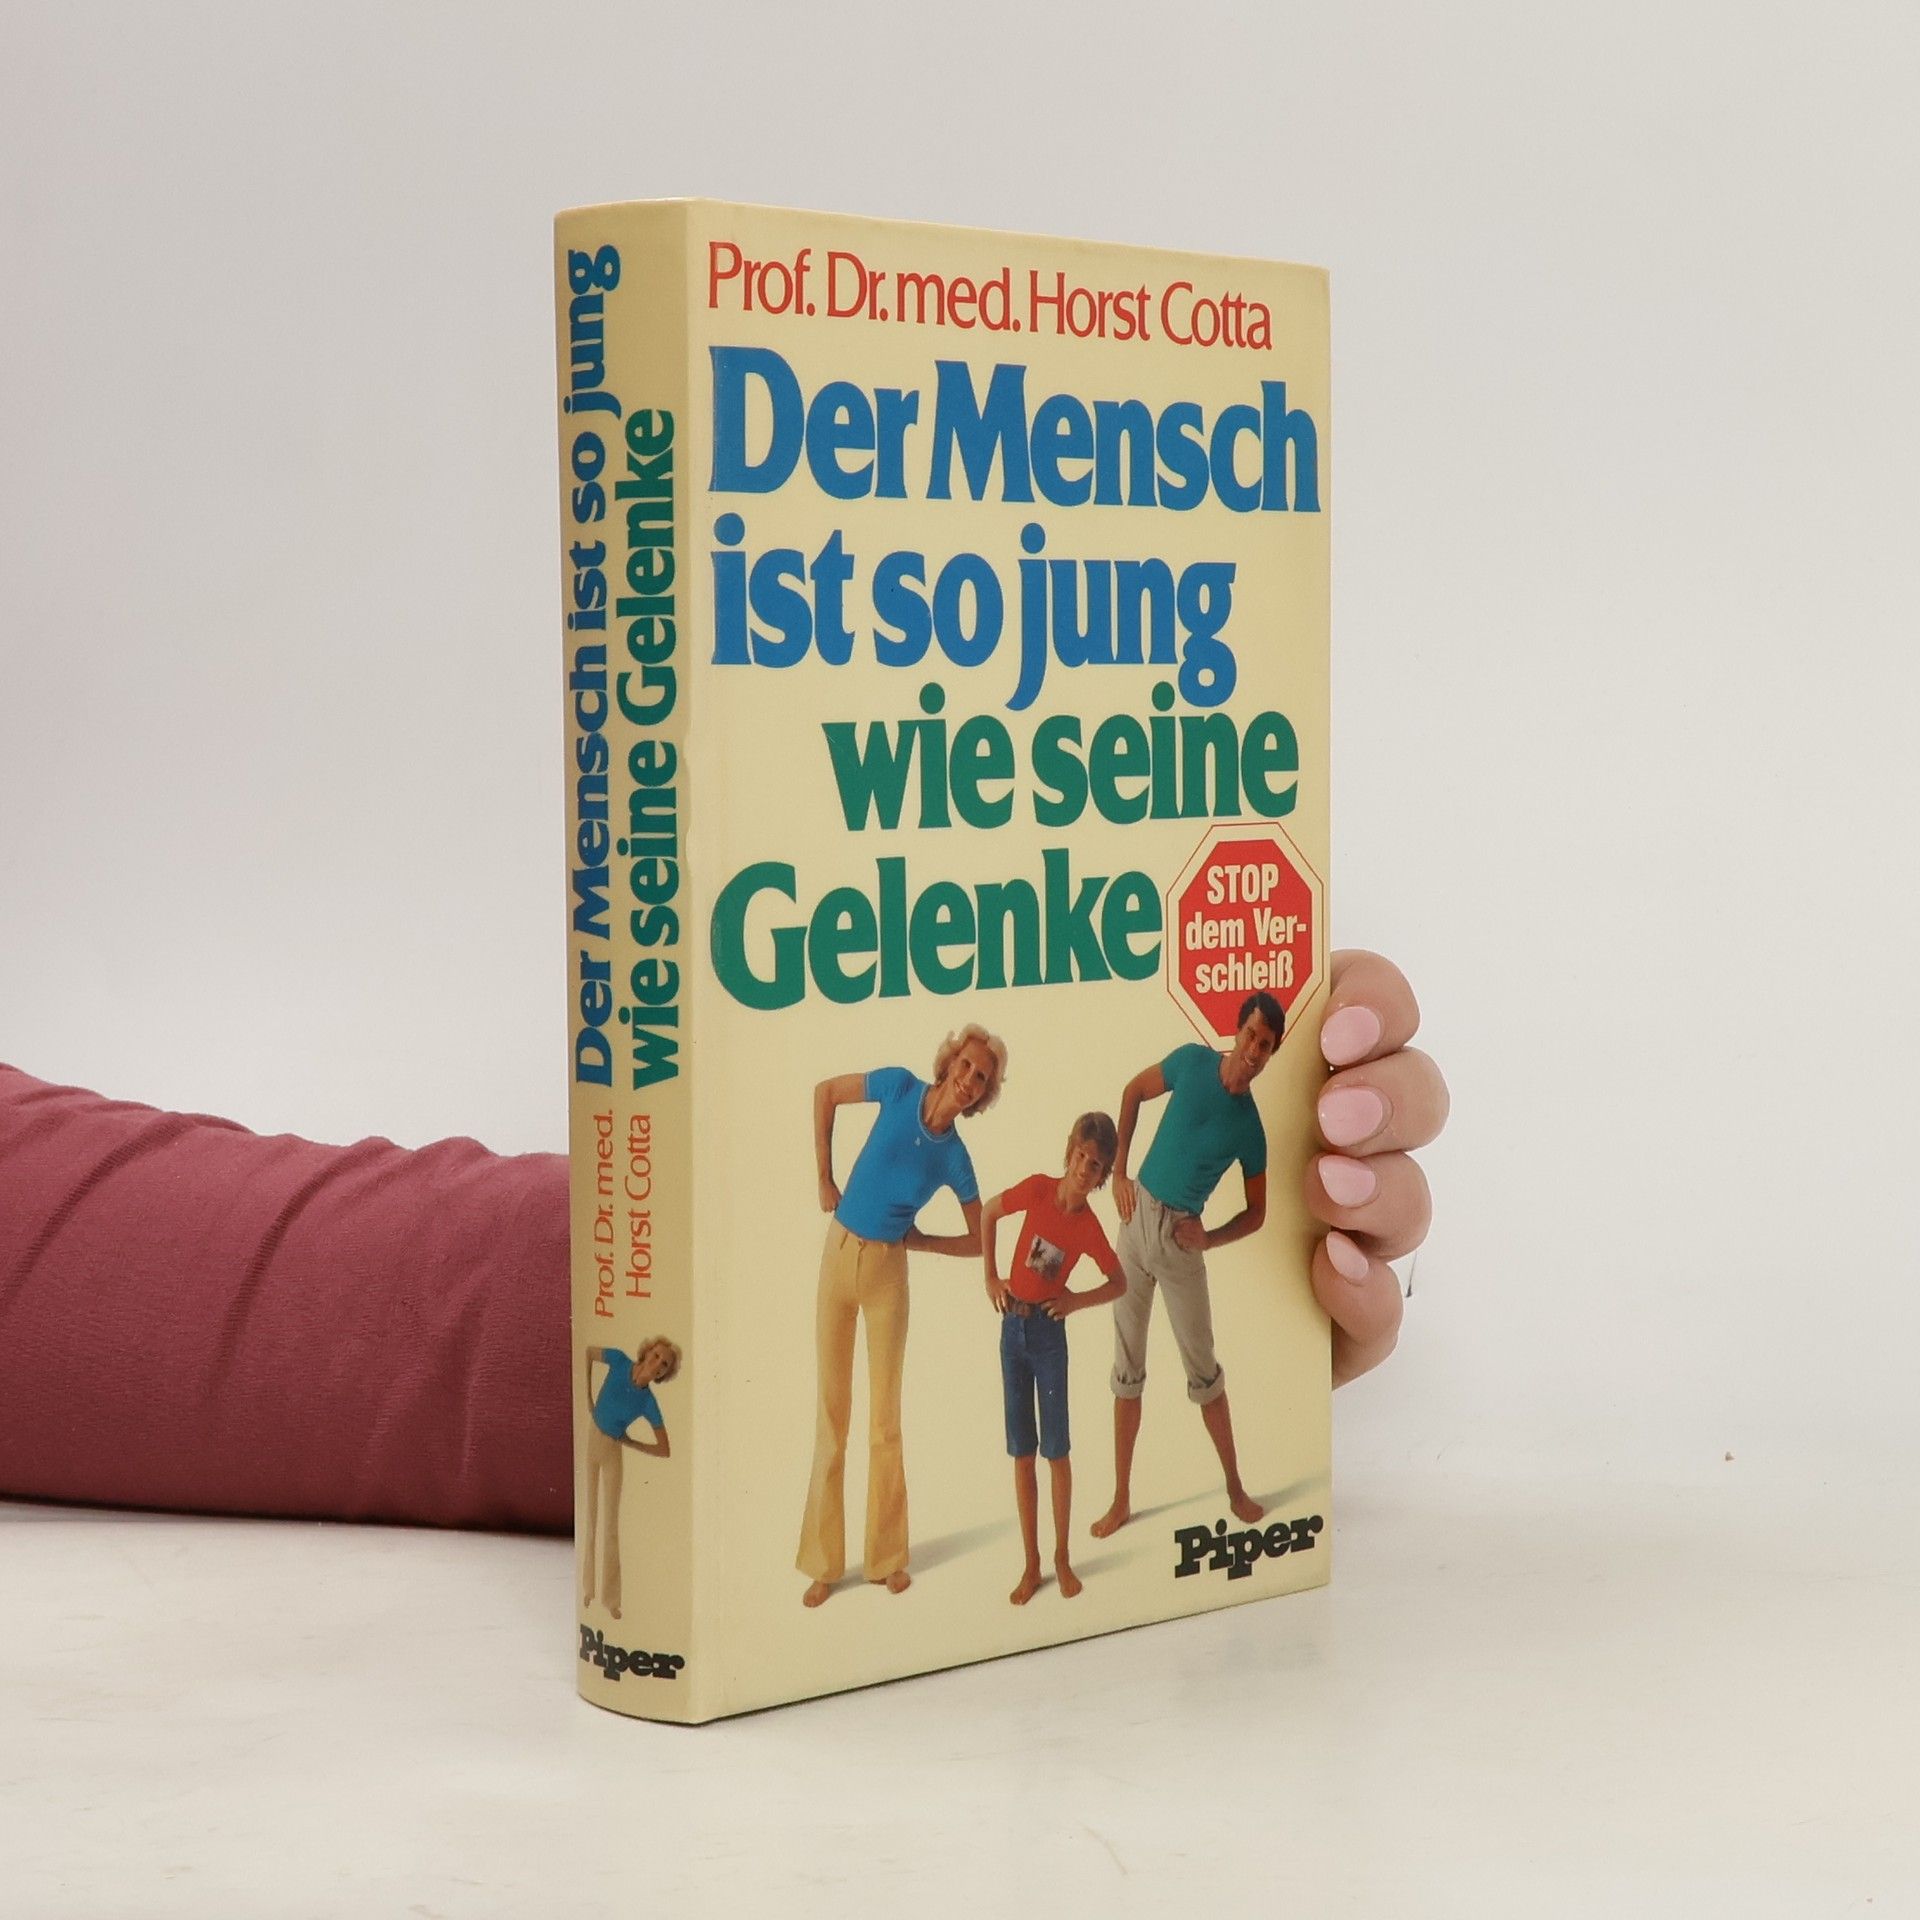 Der Mensch ist so jung
wie seine Gelenke
Prof. Dr. med.
Horst Cotta
Piper
Prof. Dr. med. Horst Cotta
Der Mensch
ist so jung
wie seine
Gelenke
STOP
dem Ver-
schleiß
Piper